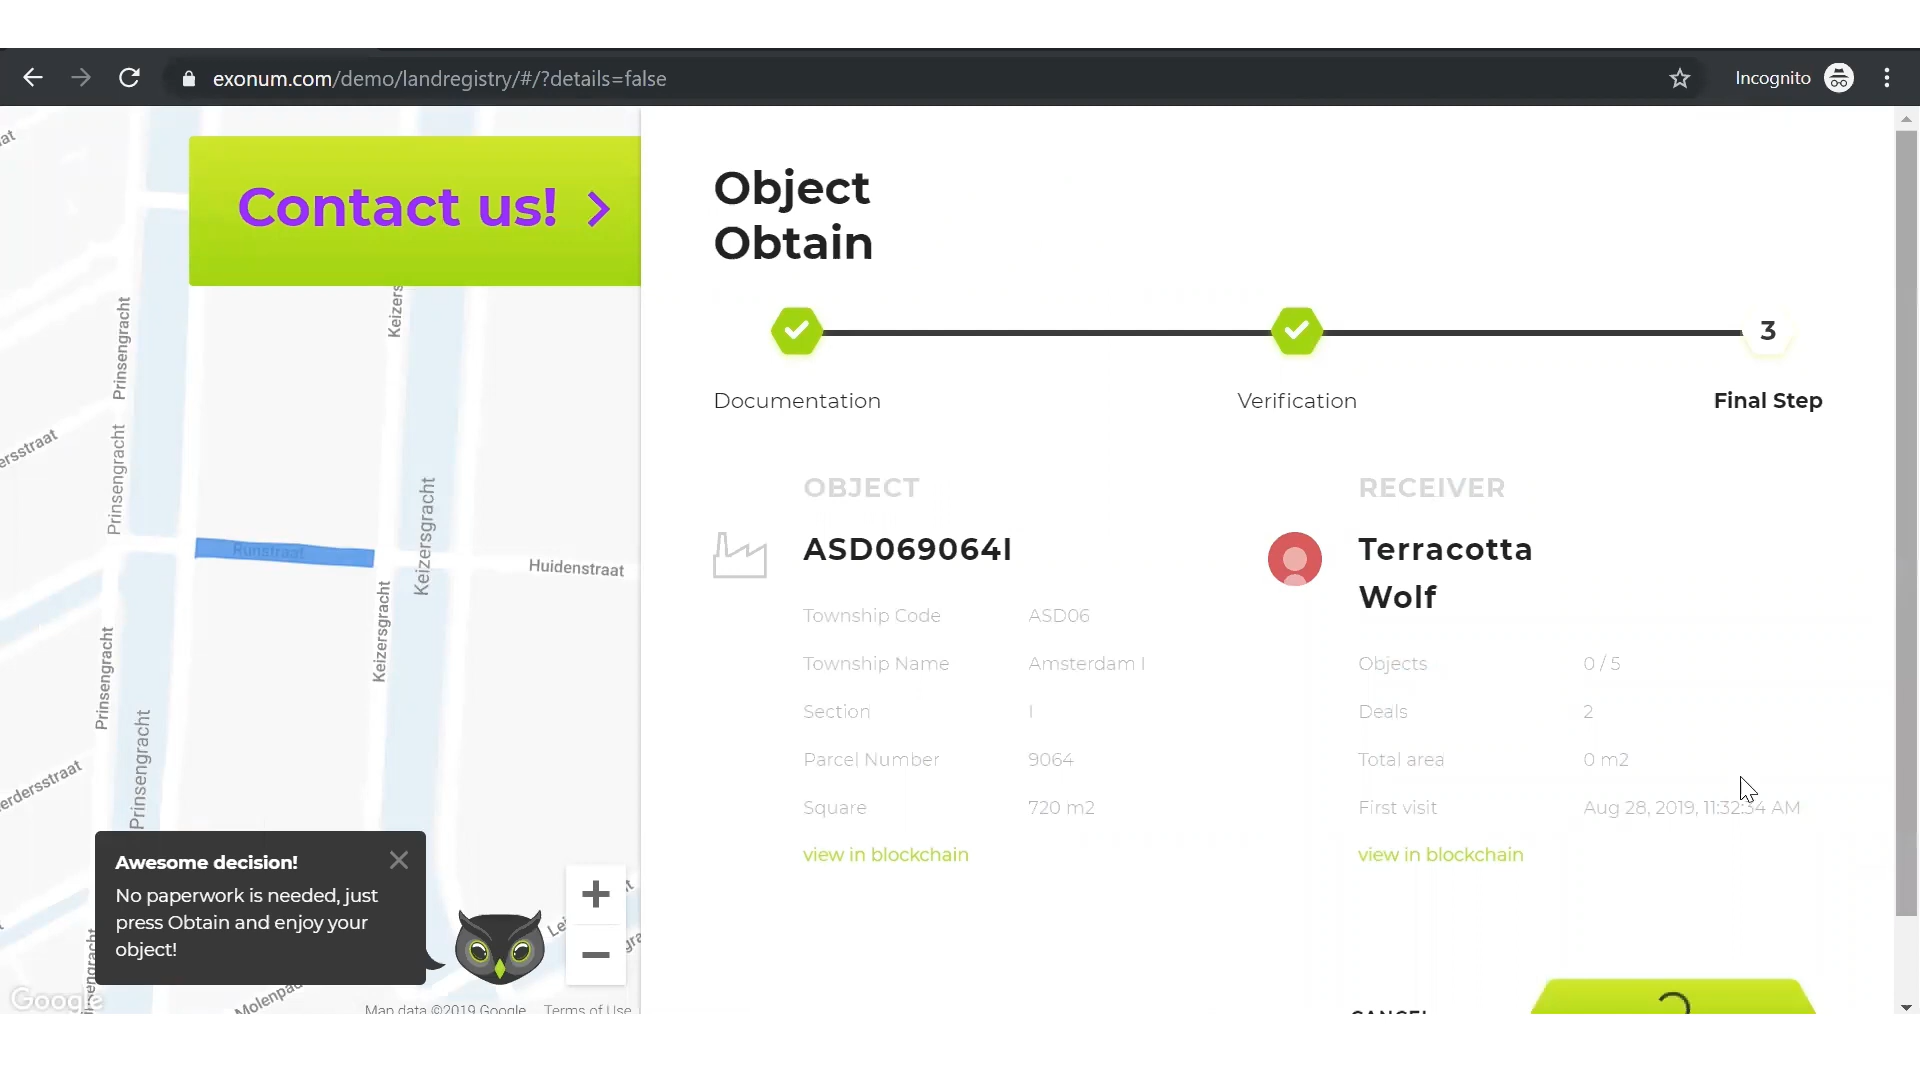 exonum.com/demo/landregistry/#/?details=false
Incognito
Contact us!
Object
Obtain
3
Documentation
Verification
Final Step
OBJECT
ASD069064I
Township Code ASD06
Township Name Amsterdam I
Section I
Parcel Number 9064
Square 720 m2
view in blockchain
RECEIVER
Terracotta
Wolf
Objects 0 / 5
Deals 2
Total area 0 m2
First visit Aug 28, 2019, 11:32:34 AM
view in blockchain
CANCEL
Prinsengracht
Prinsengracht
Prinsengracht
Prinsengracht
Keizersgracht
Keizersgracht
Runstraat
Huidenstraat
Awesome decision!
No paperwork is needed, just
press Obtain and enjoy your
object!
Google
Map data ©2019 Google
Terms of Use